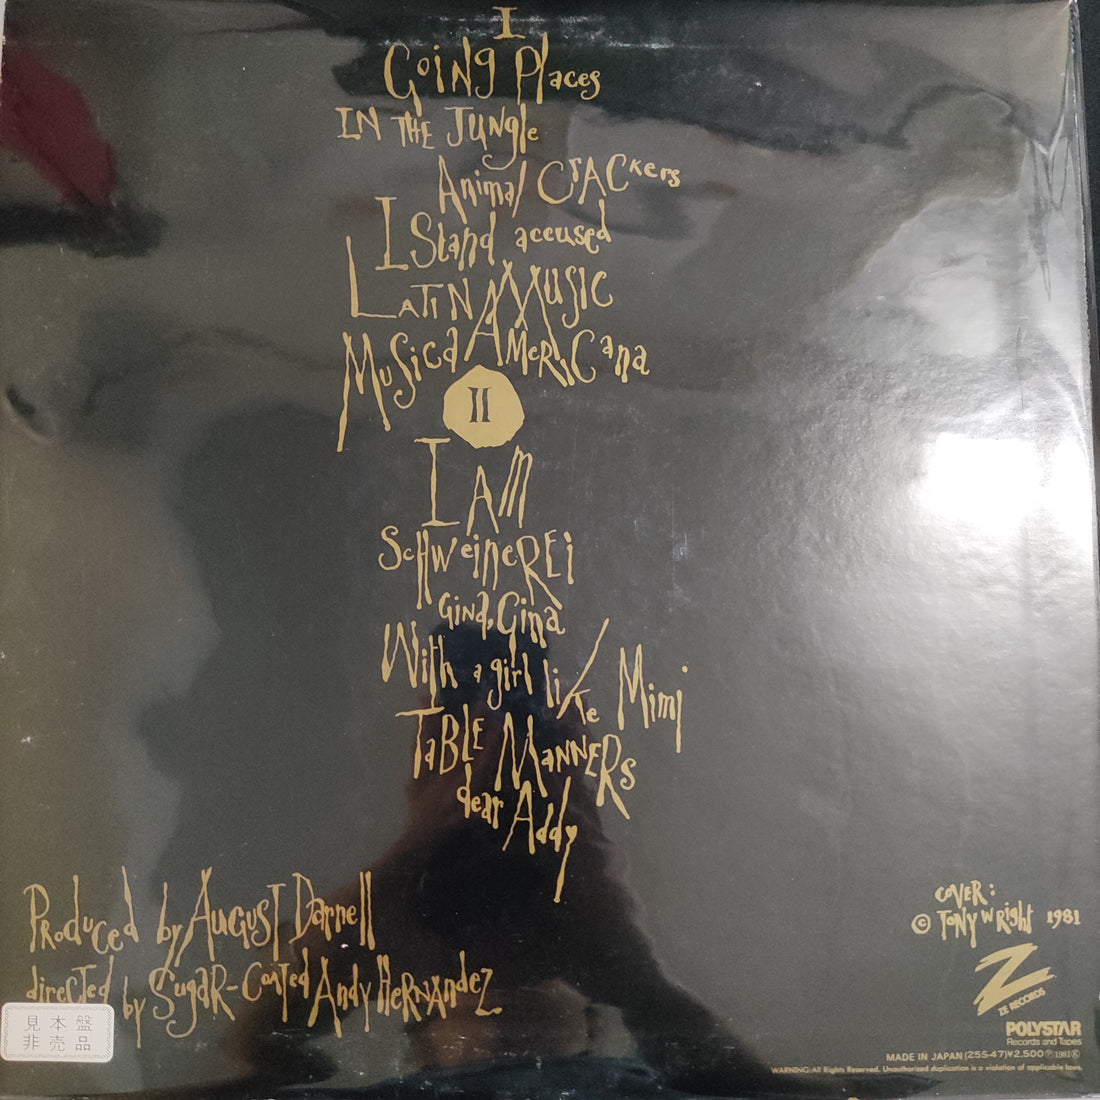 I
Going Places
IN THE JUNGle
Animal CrACkers
I Stand accused
LATIN MUSIC
Musica AMeRiCana
II
I AM
ScHWeineREi
Gina, Gina
With a girl like Mimi
TaBLE MaNNERs
dear Addy
Produced by AuGUST Darnell
directed by SugaR-Coated Andy HeRNAndeZ
見本盤
非売品
COVER:
© TONY WRight 1981
Z
ZE RECORDS
POLYSTAR
Records and Tapes
MADE IN JAPAN (25S-47) ¥2,500 Ⓟ1981 Ⓚ
WARNING: All Rights Reserved. Unauthorized duplication is a violation of applicable laws.